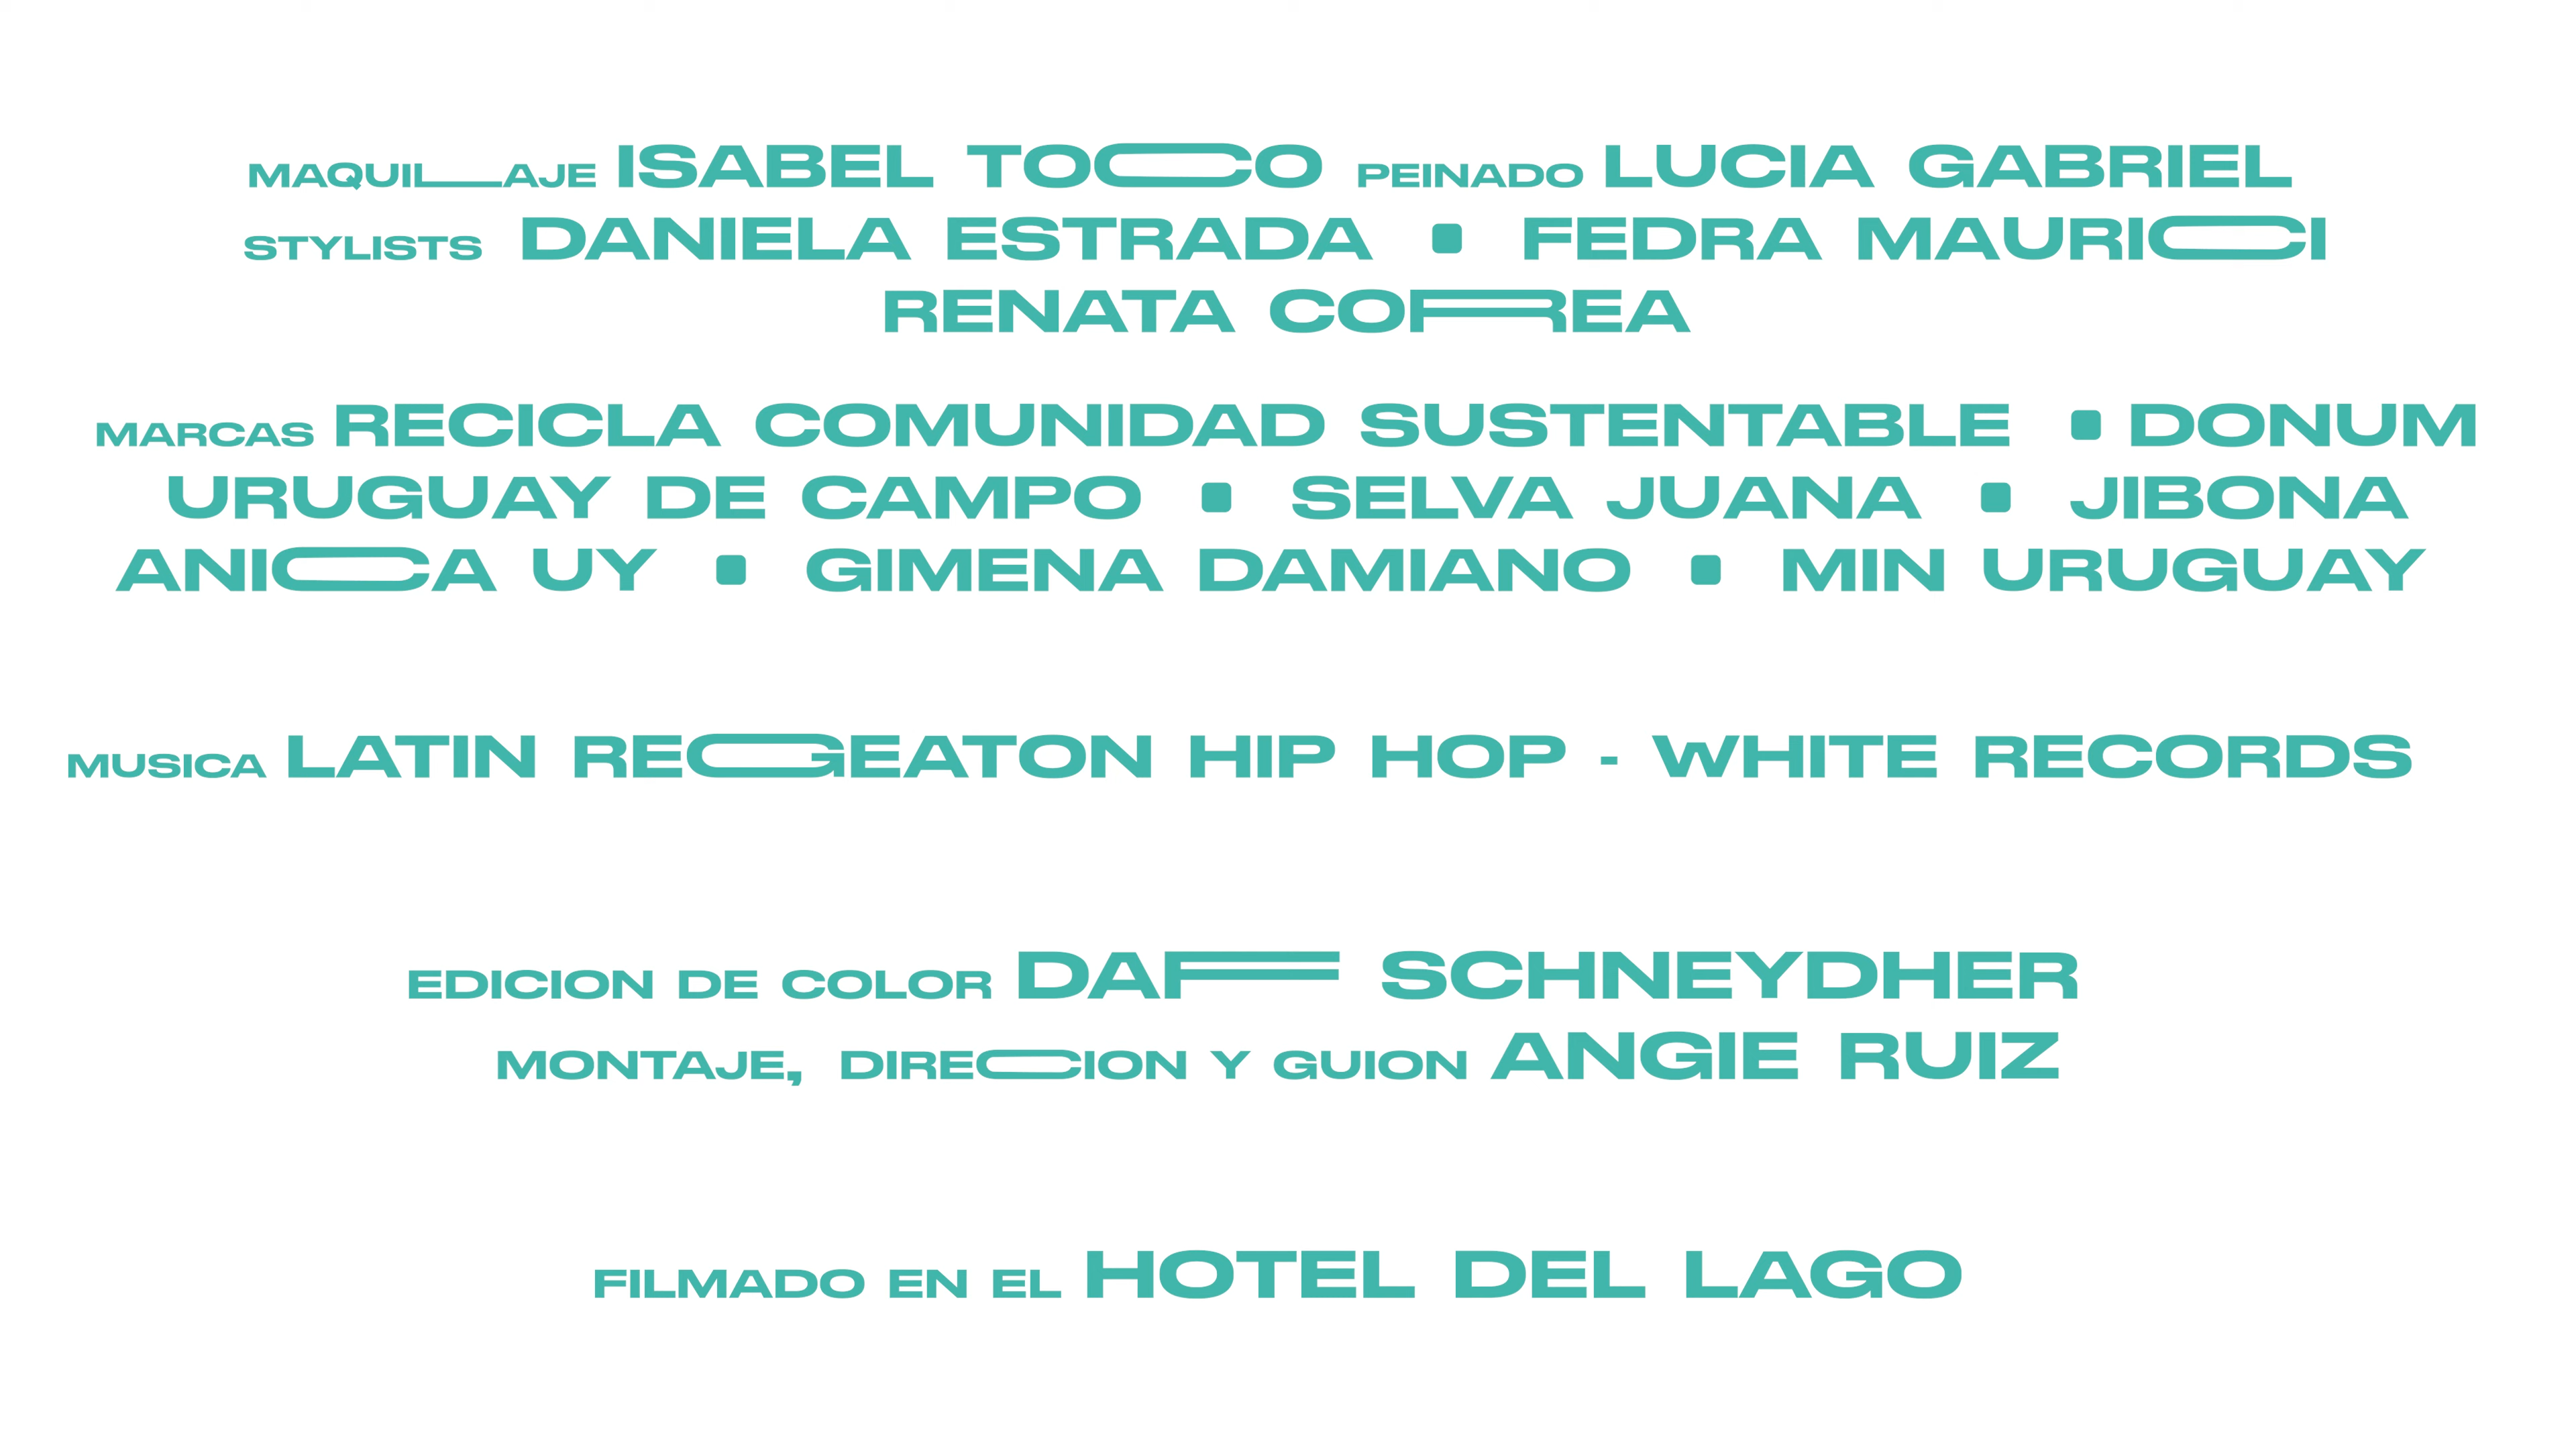 MAQUILLAJE ISABEL TOCCO PEINADO LUCIA GABRIEL
STYLISTS DANIELA ESTRADA ▪ FEDRA MAURICCI
RENATA CORREA
MARCAS RECICLA COMUNIDAD SUSTENTABLE ▪ DONUM
URUGUAY DE CAMPO ▪ SELVA JUANA ▪ JIBONA
ANICCA UY ▪ GIMENA DAMIANO ▪ MIN URUGUAY
MUSICA LATIN REGGEATON HIP HOP - WHITE RECORDS
EDICION DE COLOR DAFF SCHNEYDHER
MONTAJE, DIRECCION Y GUION ANGIE RUIZ
FILMADO EN EL HOTEL DEL LAGO